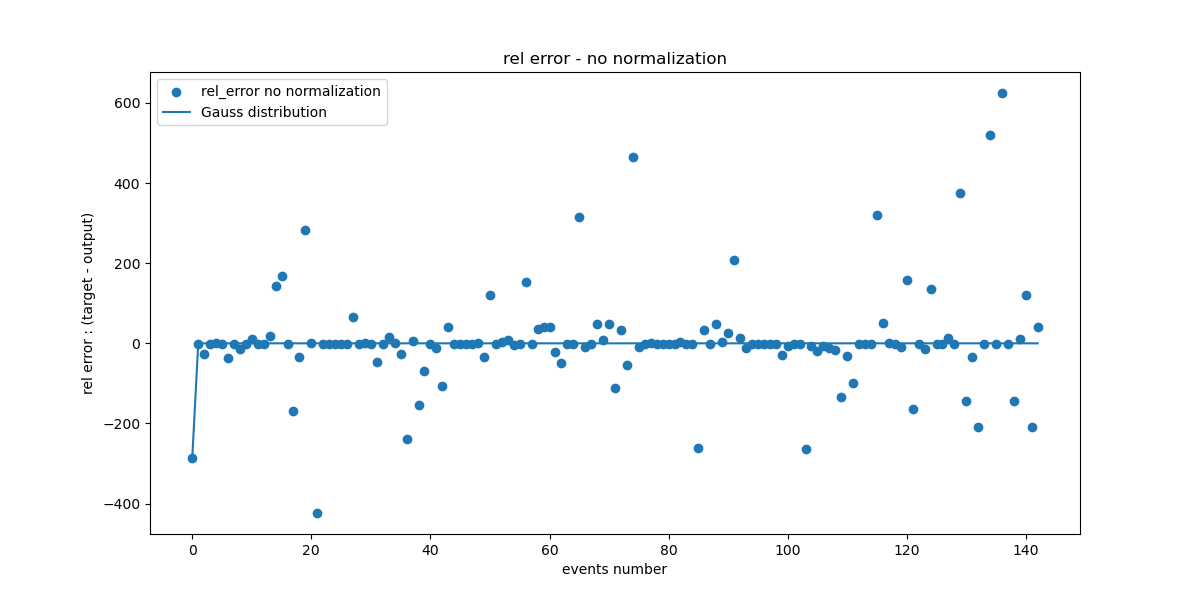 rel error - no normalization
rel_error no normalization
Gauss distribution
rel error : (target - output)
600
400
200
0
−200
−400
0 20 40 60 80 100 120 140
events number